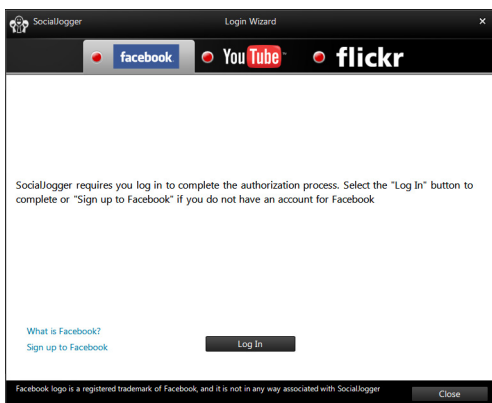 SocialJogger
Login Wizard
×
facebook.
YouTube
flickr
SocialJogger requires you log in to complete the authorization process. Select the "Log In" button to
complete or "Sign up to Facebook" if you do not have an account for Facebook
What is Facebook?
Sign up to Facebook
Log In
Facebook logo is a registered trademark of Facebook, and it is not in any way associated with SocialJogger
Close